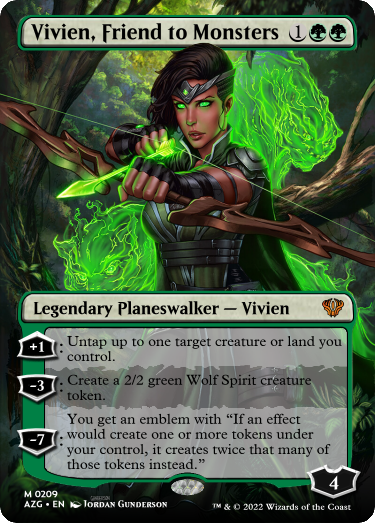 Vivien, Friend to Monsters 1
Legendary Planeswalker — Vivien
+1: Untap up to one target creature or land you
control.
-3: Create a 2/2 green Wolf Spirit creature
token.
-7: You get an emblem with “If an effect
would create one or more tokens under
your control, it creates twice that many of
those tokens instead.”
4
M 0209
AZG • EN Jordan Gunderson
™ & © 2022 Wizards of the Coast